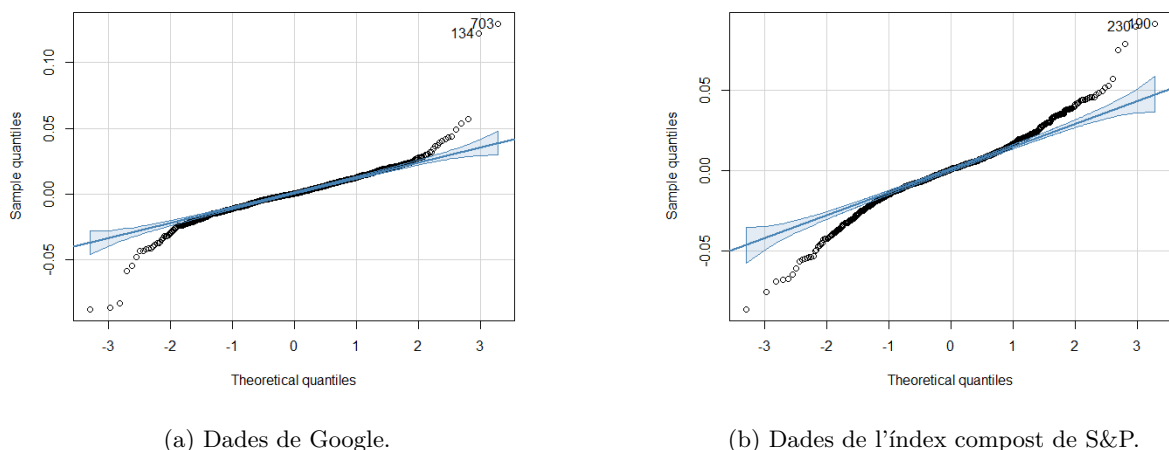 703
134
0.10
0.05
0.00
-0.05
Sample quantiles
-3 -2 -1 0 1 2 3
Theoretical quantiles
(a) Dades de Google.
190
230
0.05
0.00
-0.05
Sample quantiles
-3 -2 -1 0 1 2 3
Theoretical quantiles
(b) Dades de l'índex compost de S&P.